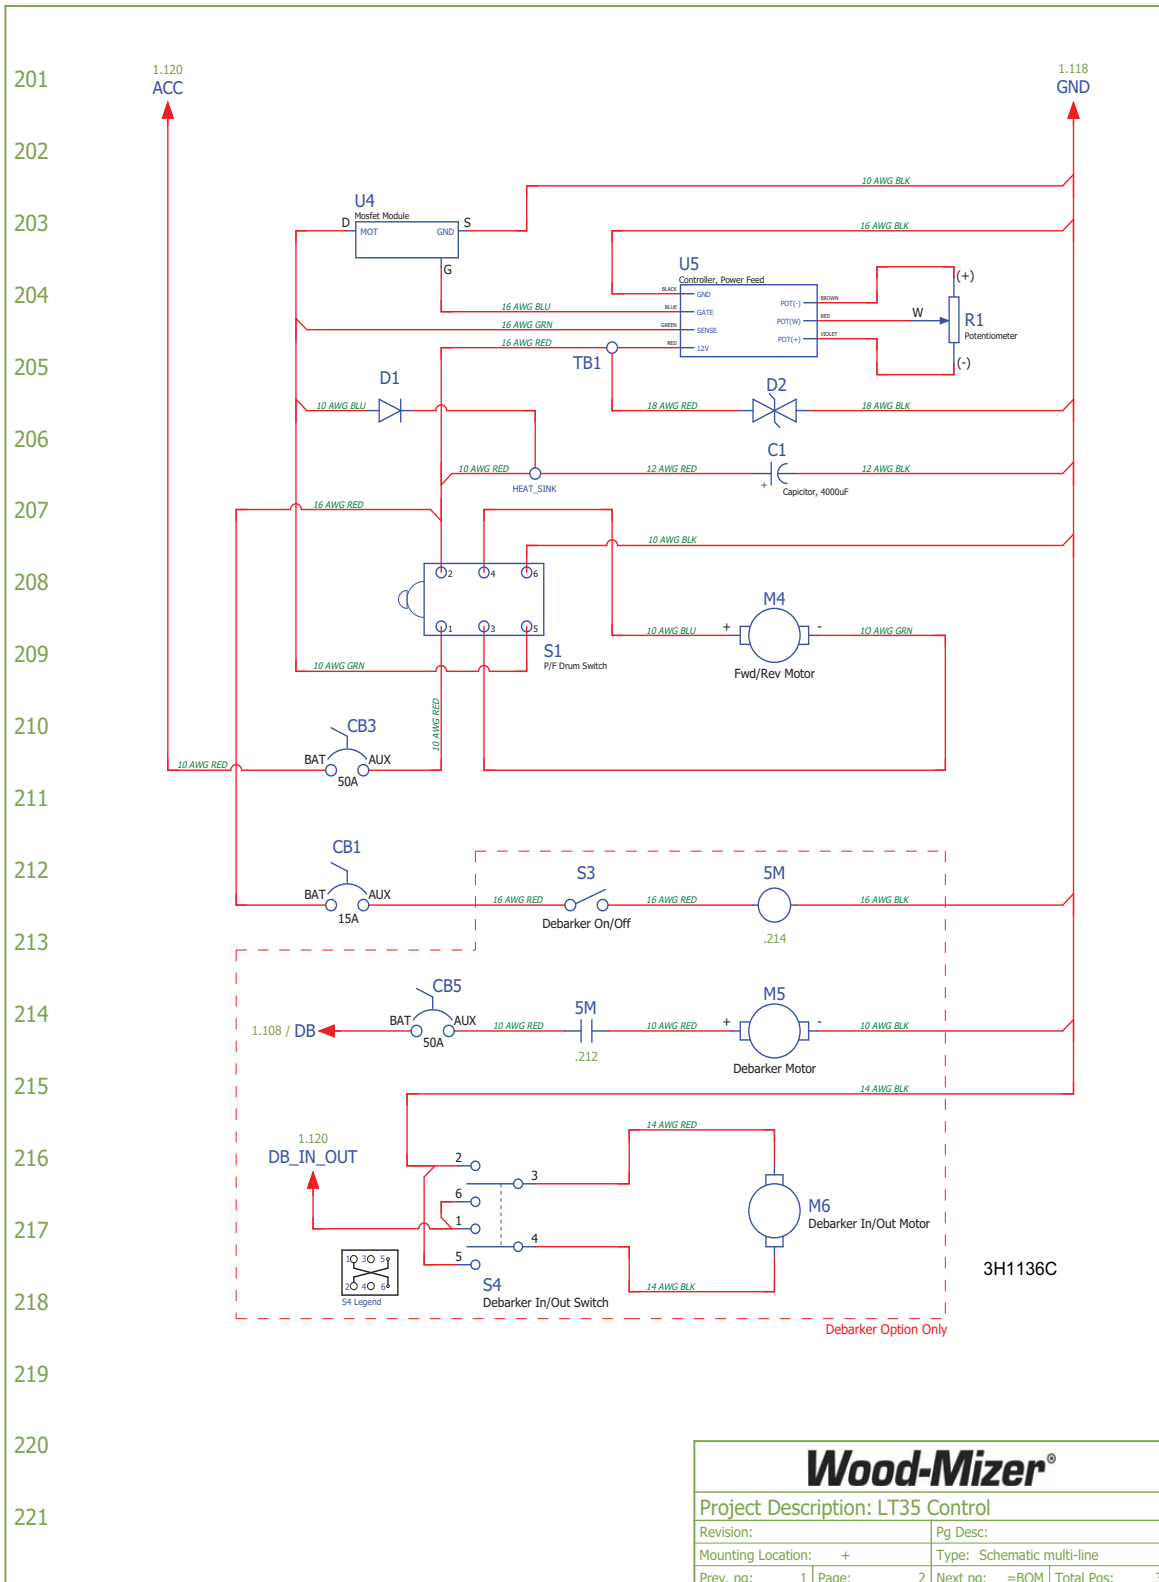 201
1.120
ACC
1.118
GND
202
10 AWG BLK
203
U4
Mosfet Module
D
MOT
GND
S
G
16 AWG BLK
204
U5
Controller, Power Feed
BLACK
GND
16 AWG BLU
BLUE
GATE
16 AWG GRN
GREEN
SENSE
16 AWG RED
RED
12V
POT(-)
BROWN
POT(W)
RED
POT(+)
VIOLET
(+)
W
R1
Potentiometer
(-)
205
TB1
D1
10 AWG BLU
18 AWG RED
D2
18 AWG BLK
206
10 AWG RED
HEAT_SINK
12 AWG RED
C1
+
Capicitor, 4000uF
12 AWG BLK
207
16 AWG RED
10 AWG BLK
208
2
4
6
1
3
5
S1
P/F Drum Switch
10 AWG BLU
M4
+
-
Fwd/Rev Motor
10 AWG GRN
209
10 AWG GRN
10 AWG RED
210
CB3
10 AWG RED
BAT
AUX
50A
211
212
CB1
BAT
AUX
15A
16 AWG RED
S3
Debarker On/Off
16 AWG RED
5M
.214
16 AWG BLK
213
214
1.108 / DB
CB5
BAT
AUX
50A
10 AWG RED
5M
.212
10 AWG RED
M5
+
-
Debarker Motor
10 AWG BLK
215
14 AWG BLK
216
1.120
DB_IN_OUT
14 AWG RED
2
3
6
217
1
4
5
M6
Debarker In/Out Motor
S4
Debarker In/Out Switch
14 AWG BLK
1 3 5
2 4 6
S4 Legend
3H1136C
218
Debarker Option Only
219
220
221
Wood-Mizer®
Project Description: LT35 Control
Revision:
Pg Desc:
Mounting Location: +
Type: Schematic multi-line
Prev. pg: 1 Page: 2 Next pg: =BOM Total Pgs: 3